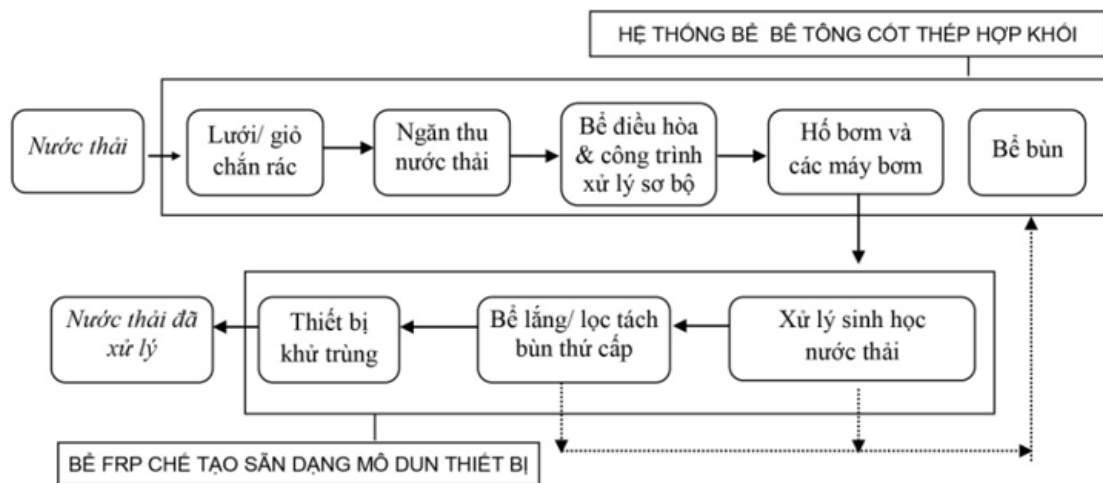 HỆ THỐNG BỂ BÊ TÔNG CỐT THÉP HỢP KHỐI
Nước thải
Lưới/ giỏ
chắn rác
Ngăn thu
nước thải
Bể điều hòa
& công trình
xử lý sơ bộ
Hố bơm và
các máy bơm
Bể bùn
Nước thải đã
xử lý
Thiết bị
khử trùng
Bể lắng/ lọc tách
bùn thứ cấp
Xử lý sinh học
nước thải
BỂ FRP CHẾ TẠO SẴN DẠNG MÔ DUN THIẾT BỊ